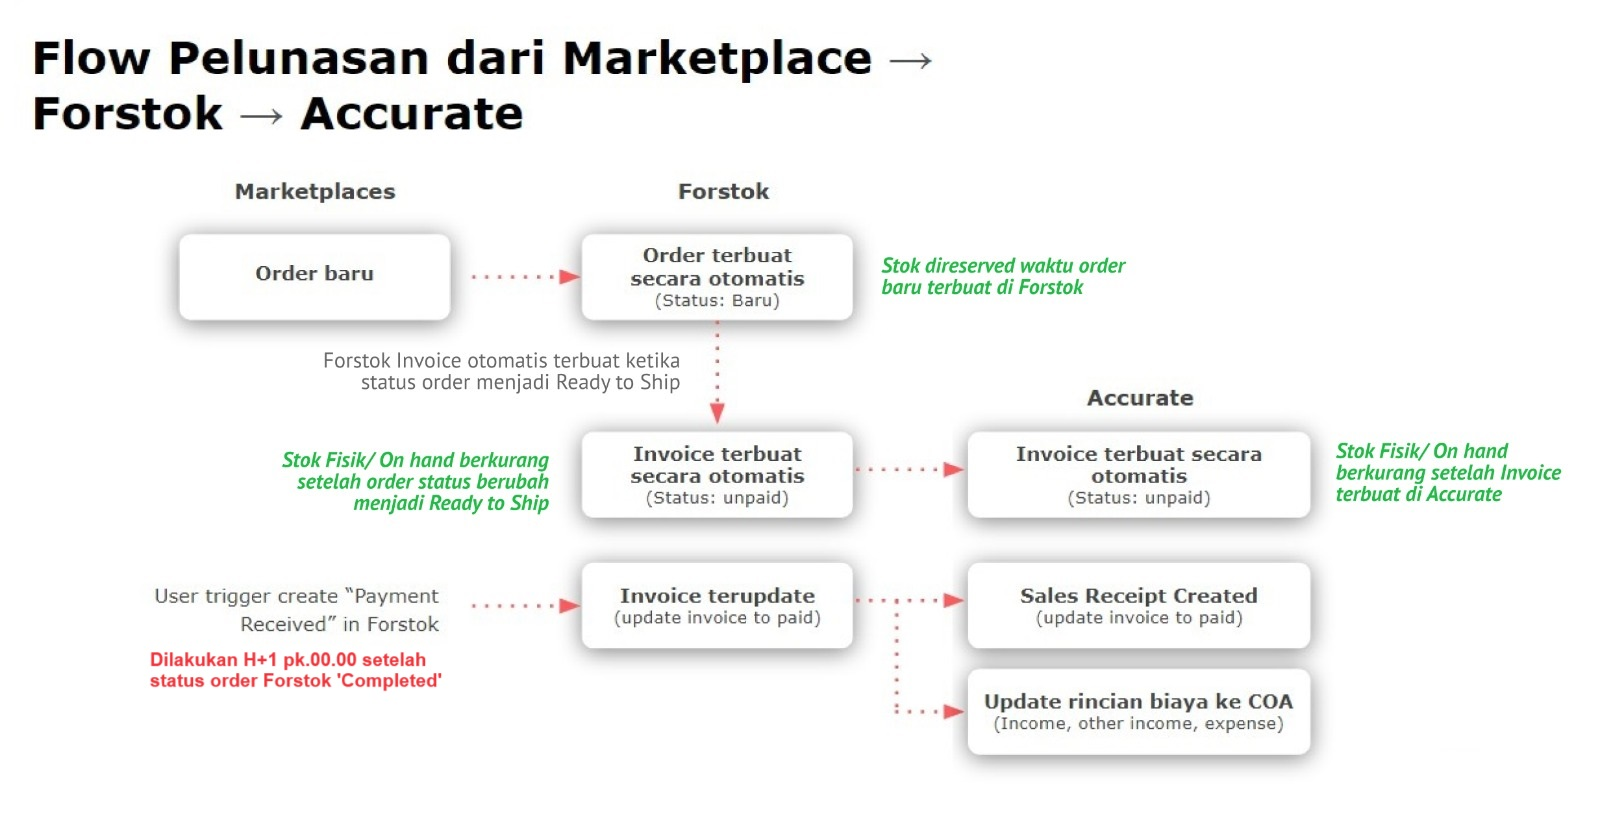 Flow Pelunasan dari Marketplace →
Forstok → Accurate
Marketplaces
Forstok
Order baru
Order terbuat
secara otomatis
(Status: Baru)
Stok direserved waktu order
baru terbuat di Forstok
Forstok Invoice otomatis terbuat ketika
status order menjadi Ready to Ship
Accurate
Stok Fisik/ On hand berkurang
setelah order status berubah
menjadi Ready to Ship
Invoice terbuat
secara otomatis
(Status: unpaid)
Invoice terbuat secara
otomatis
(Status: unpaid)
Stok Fisik/ On hand
berkurang setelah Invoice
terbuat di Accurate
User trigger create “Payment
Received” in Forstok
Dilakukan H+1 pk.00.00 setelah
status order Forstok 'Completed'
Invoice terupdate
(update invoice to paid)
Sales Receipt Created
(update invoice to paid)
Update rincian biaya ke COA
(Income, other income, expense)